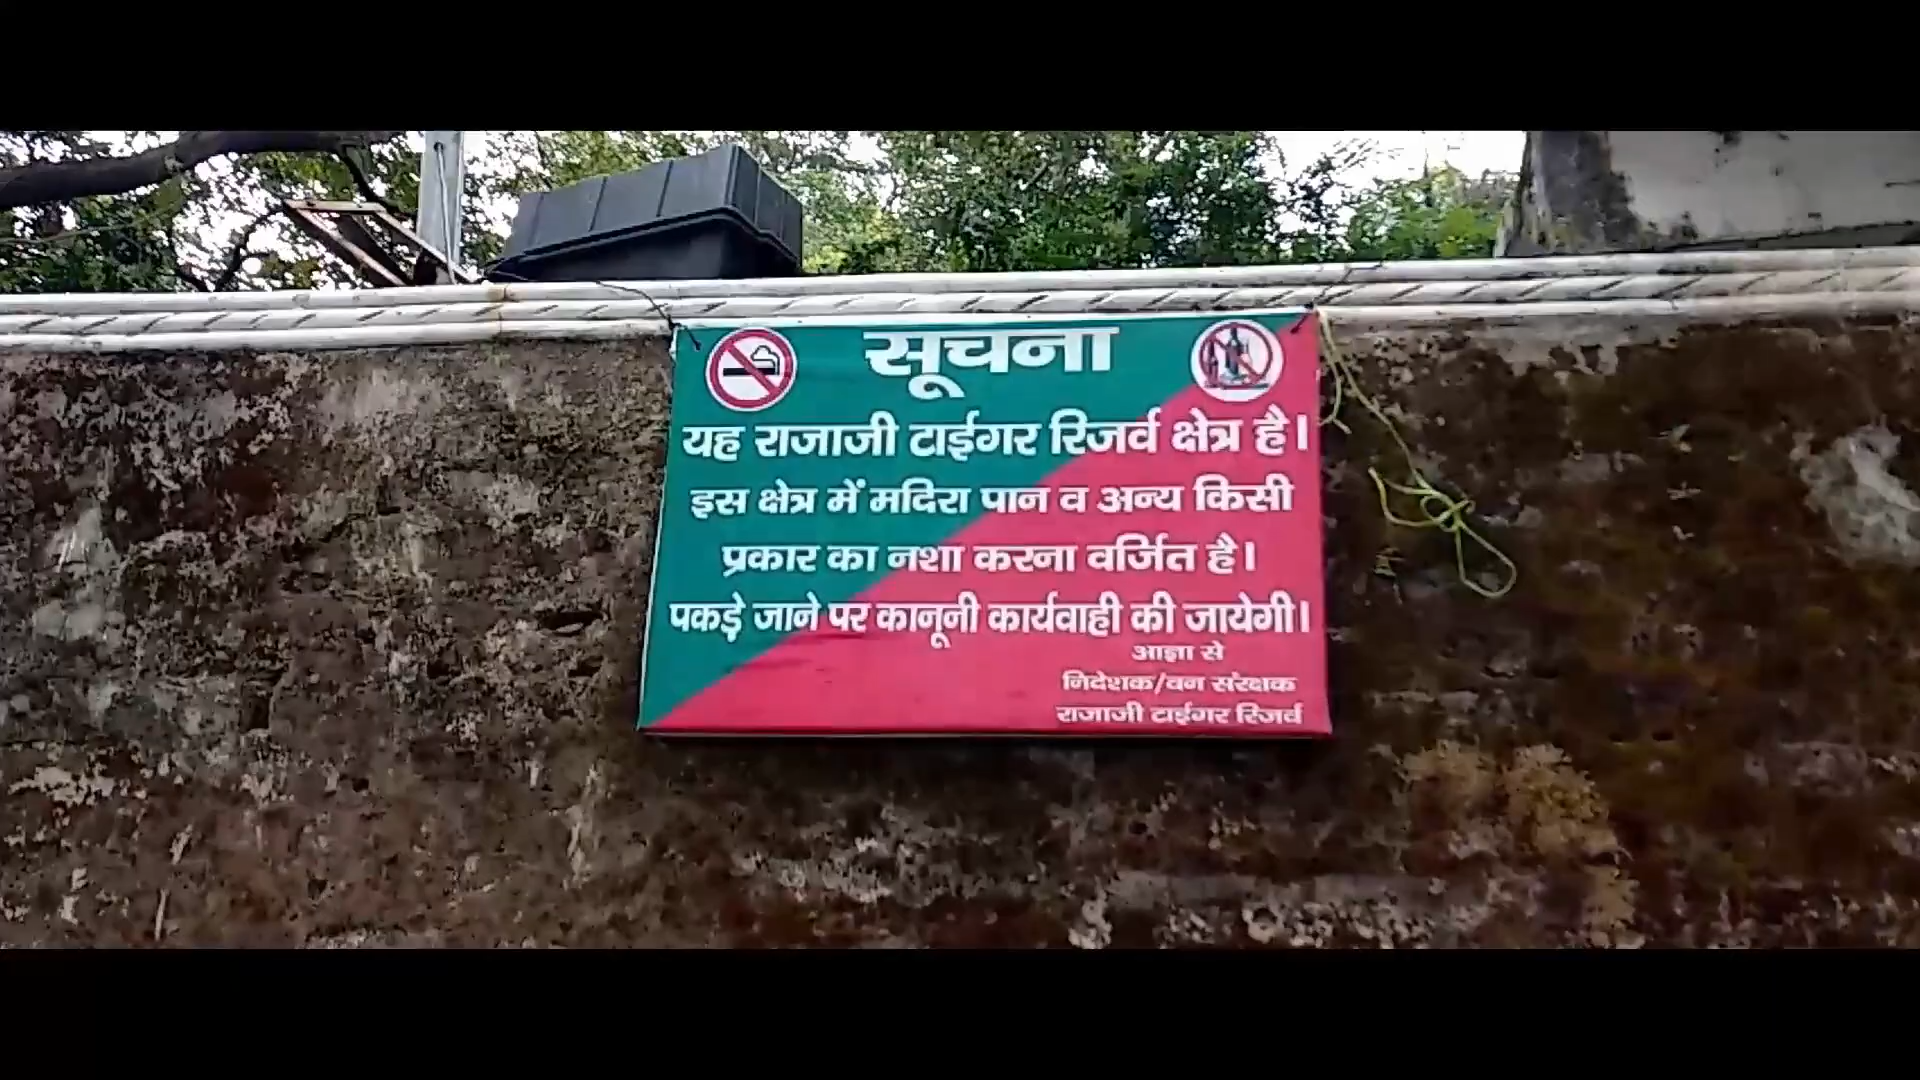 सूचना
यह राजाजी टाईगर रिजर्व क्षेत्र है।
इस क्षेत्र में मदिरा पान व अन्य किसी
प्रकार का नशा करना वर्जित है।
पकड़े जाने पर कानूनी कार्यवाही की जायेगी।
आज्ञा से
निदेशक/वन संरक्षक
राजाजी टाईगर रिजर्व